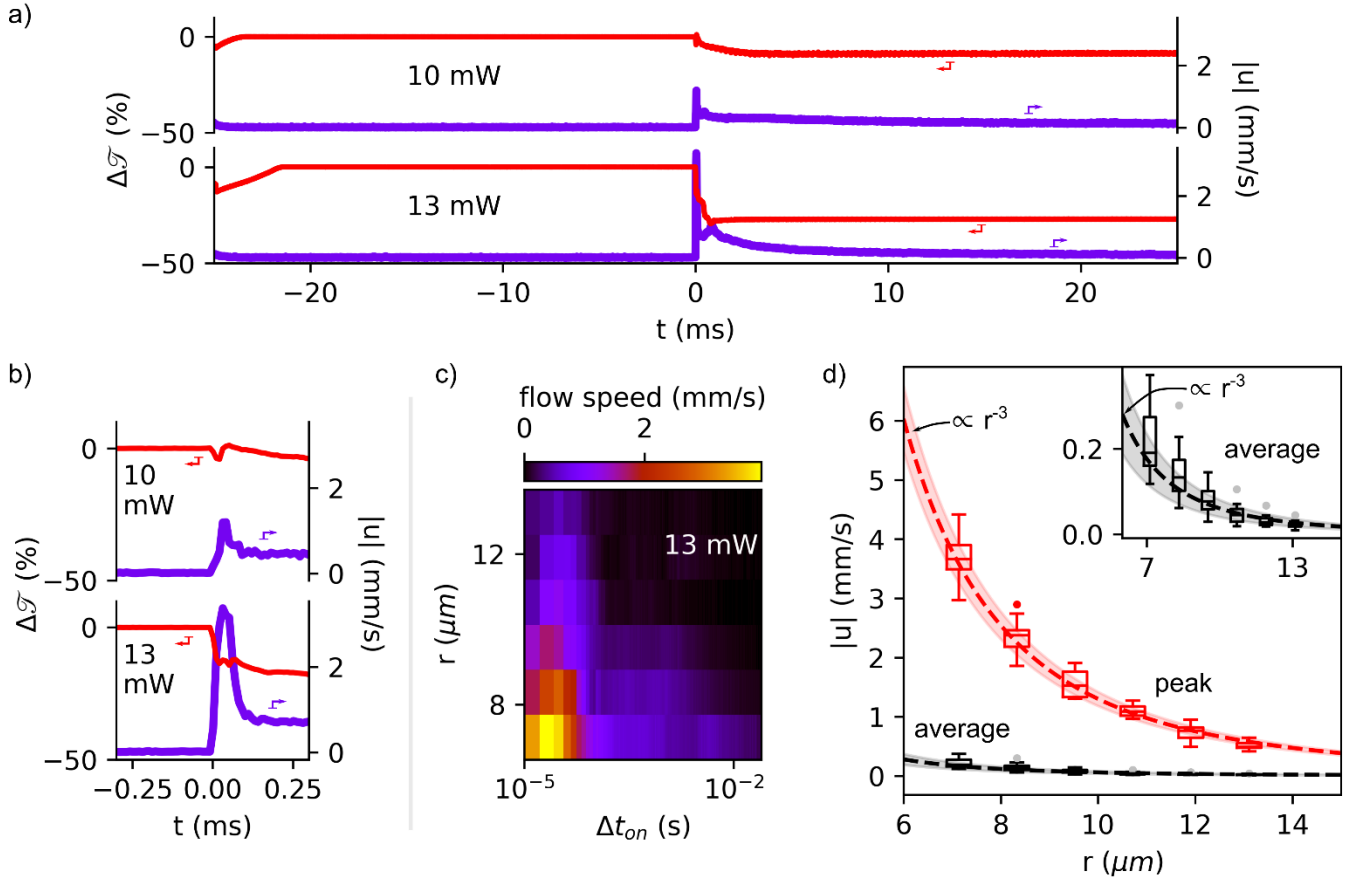 a)
0
−50
10 mW
2
0
0
−50
13 mW
2
0
Δ𝒯 (%)
|u| (mm/s)
−20
−10
0
10
20
t (ms)
b)
0
−50
10
mW
2
0
0
−50
13
mW
2
0
Δ𝒯 (%)
|u| (mm/s)
−0.25
0.00
0.25
t (ms)
c)
flow speed (mm/s)
0
2
13 mW
12
8
r (μm)
10⁻⁵
10⁻²
Δtₒₙ (s)
d)
6
5
4
3
2
1
0
|u| (mm/s)
∝ r⁻³
peak
average
6
8
10
12
14
r (μm)
∝ r⁻³
average
0.2
0.0
7
13